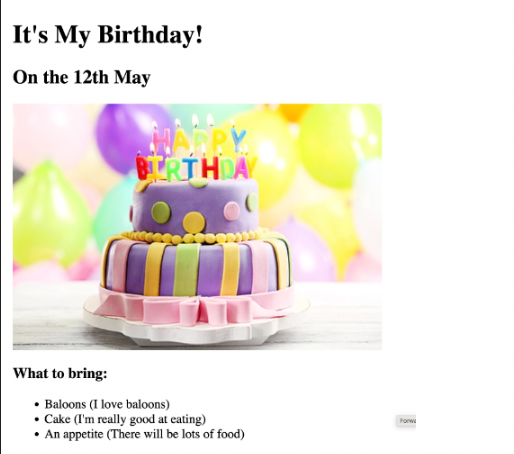 It's My Birthday!
On the 12th May
HAPPY
BIRTHDAY
What to bring:
Baloons (I love baloons)
Cake (I'm really good at eating)
An appetite (There will be lots of food)